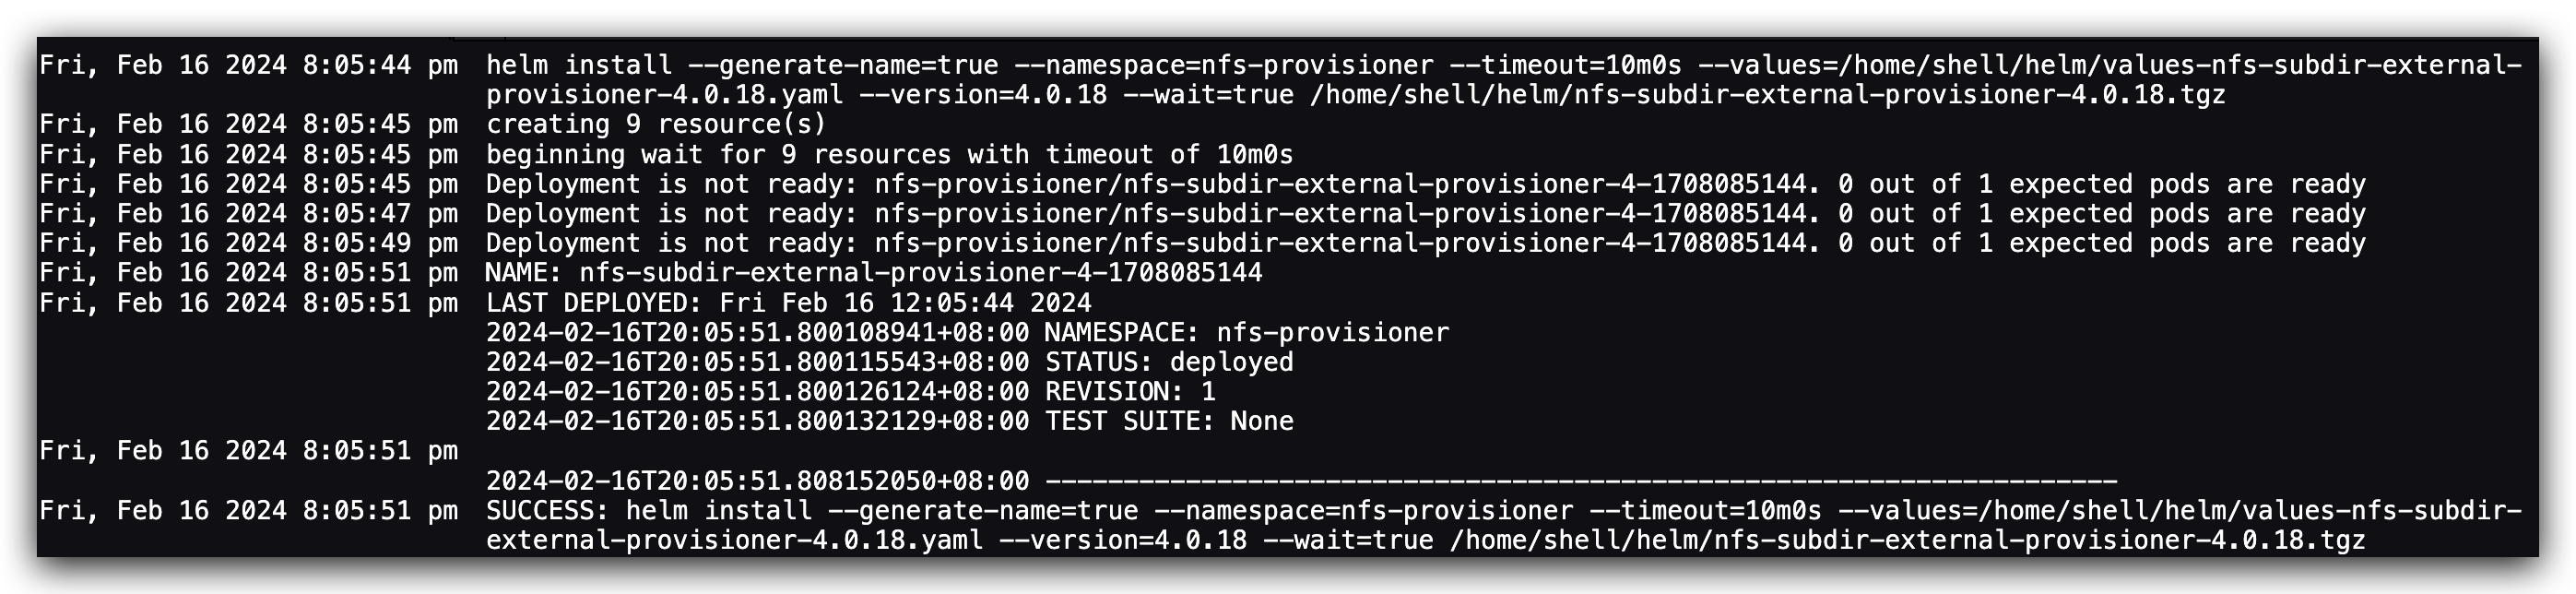 Fri, Feb 16 2024 8:05:44 pm helm install --generate-name=true --namespace=nfs-provisioner --timeout=10m0s --values=/home/shell/helm/values-nfs-subdir-external-
provisioner-4.0.18.yaml --version=4.0.18 --wait=true /home/shell/helm/nfs-subdir-external-provisioner-4.0.18.tgz
Fri, Feb 16 2024 8:05:45 pm creating 9 resource(s)
Fri, Feb 16 2024 8:05:45 pm beginning wait for 9 resources with timeout of 10m0s
Fri, Feb 16 2024 8:05:45 pm Deployment is not ready: nfs-provisioner/nfs-subdir-external-provisioner-4-1708085144. 0 out of 1 expected pods are ready
Fri, Feb 16 2024 8:05:47 pm Deployment is not ready: nfs-provisioner/nfs-subdir-external-provisioner-4-1708085144. 0 out of 1 expected pods are ready
Fri, Feb 16 2024 8:05:49 pm Deployment is not ready: nfs-provisioner/nfs-subdir-external-provisioner-4-1708085144. 0 out of 1 expected pods are ready
Fri, Feb 16 2024 8:05:51 pm NAME: nfs-subdir-external-provisioner-4-1708085144
Fri, Feb 16 2024 8:05:51 pm LAST DEPLOYED: Fri Feb 16 12:05:44 2024
2024-02-16T20:05:51.800108941+08:00 NAMESPACE: nfs-provisioner
2024-02-16T20:05:51.800115543+08:00 STATUS: deployed
2024-02-16T20:05:51.800126124+08:00 REVISION: 1
2024-02-16T20:05:51.800132129+08:00 TEST SUITE: None
Fri, Feb 16 2024 8:05:51 pm
2024-02-16T20:05:51.808152050+08:00 ---------------------------------------------------------------------
Fri, Feb 16 2024 8:05:51 pm SUCCESS: helm install --generate-name=true --namespace=nfs-provisioner --timeout=10m0s --values=/home/shell/helm/values-nfs-subdir-
external-provisioner-4.0.18.yaml --version=4.0.18 --wait=true /home/shell/helm/nfs-subdir-external-provisioner-4.0.18.tgz